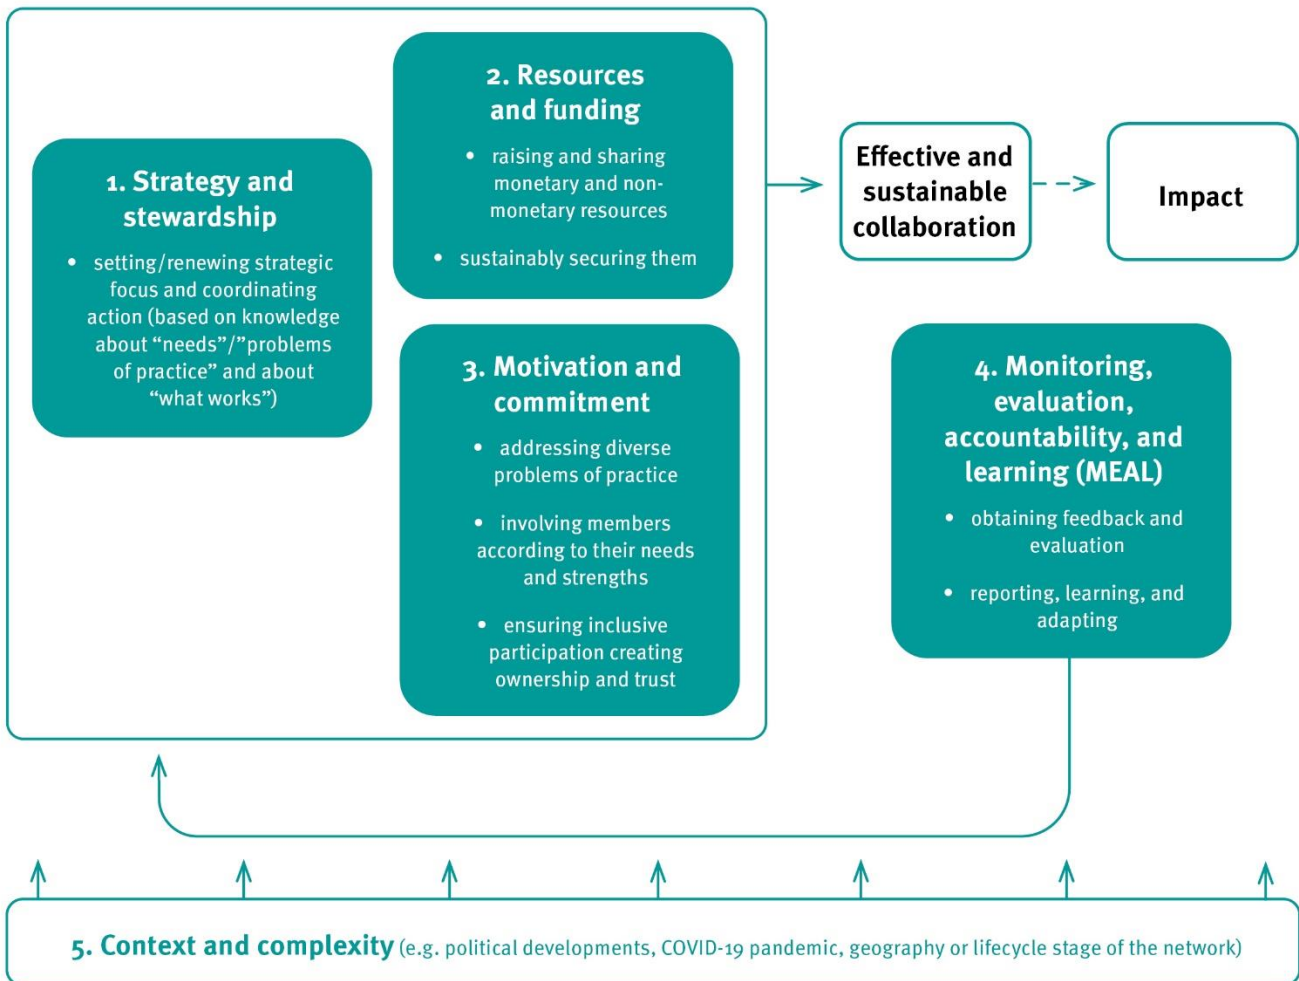 1. Strategy and
stewardship
• setting/renewing strategic
focus and coordinating
action (based on knowledge
about “needs”/”problems
of practice” and about
“what works”)
2. Resources
and funding
• raising and sharing
monetary and non-
monetary resources
• sustainably securing them
3. Motivation and
commitment
• addressing diverse
problems of practice
• involving members
according to their needs
and strengths
• ensuring inclusive
participation creating
ownership and trust
Effective and
sustainable
collaboration
Impact
4. Monitoring,
evaluation,
accountability, and
learning (MEAL)
• obtaining feedback and
evaluation
• reporting, learning, and
adapting
5. Context and complexity (e.g. political developments, COVID-19 pandemic, geography or lifecycle stage of the network)